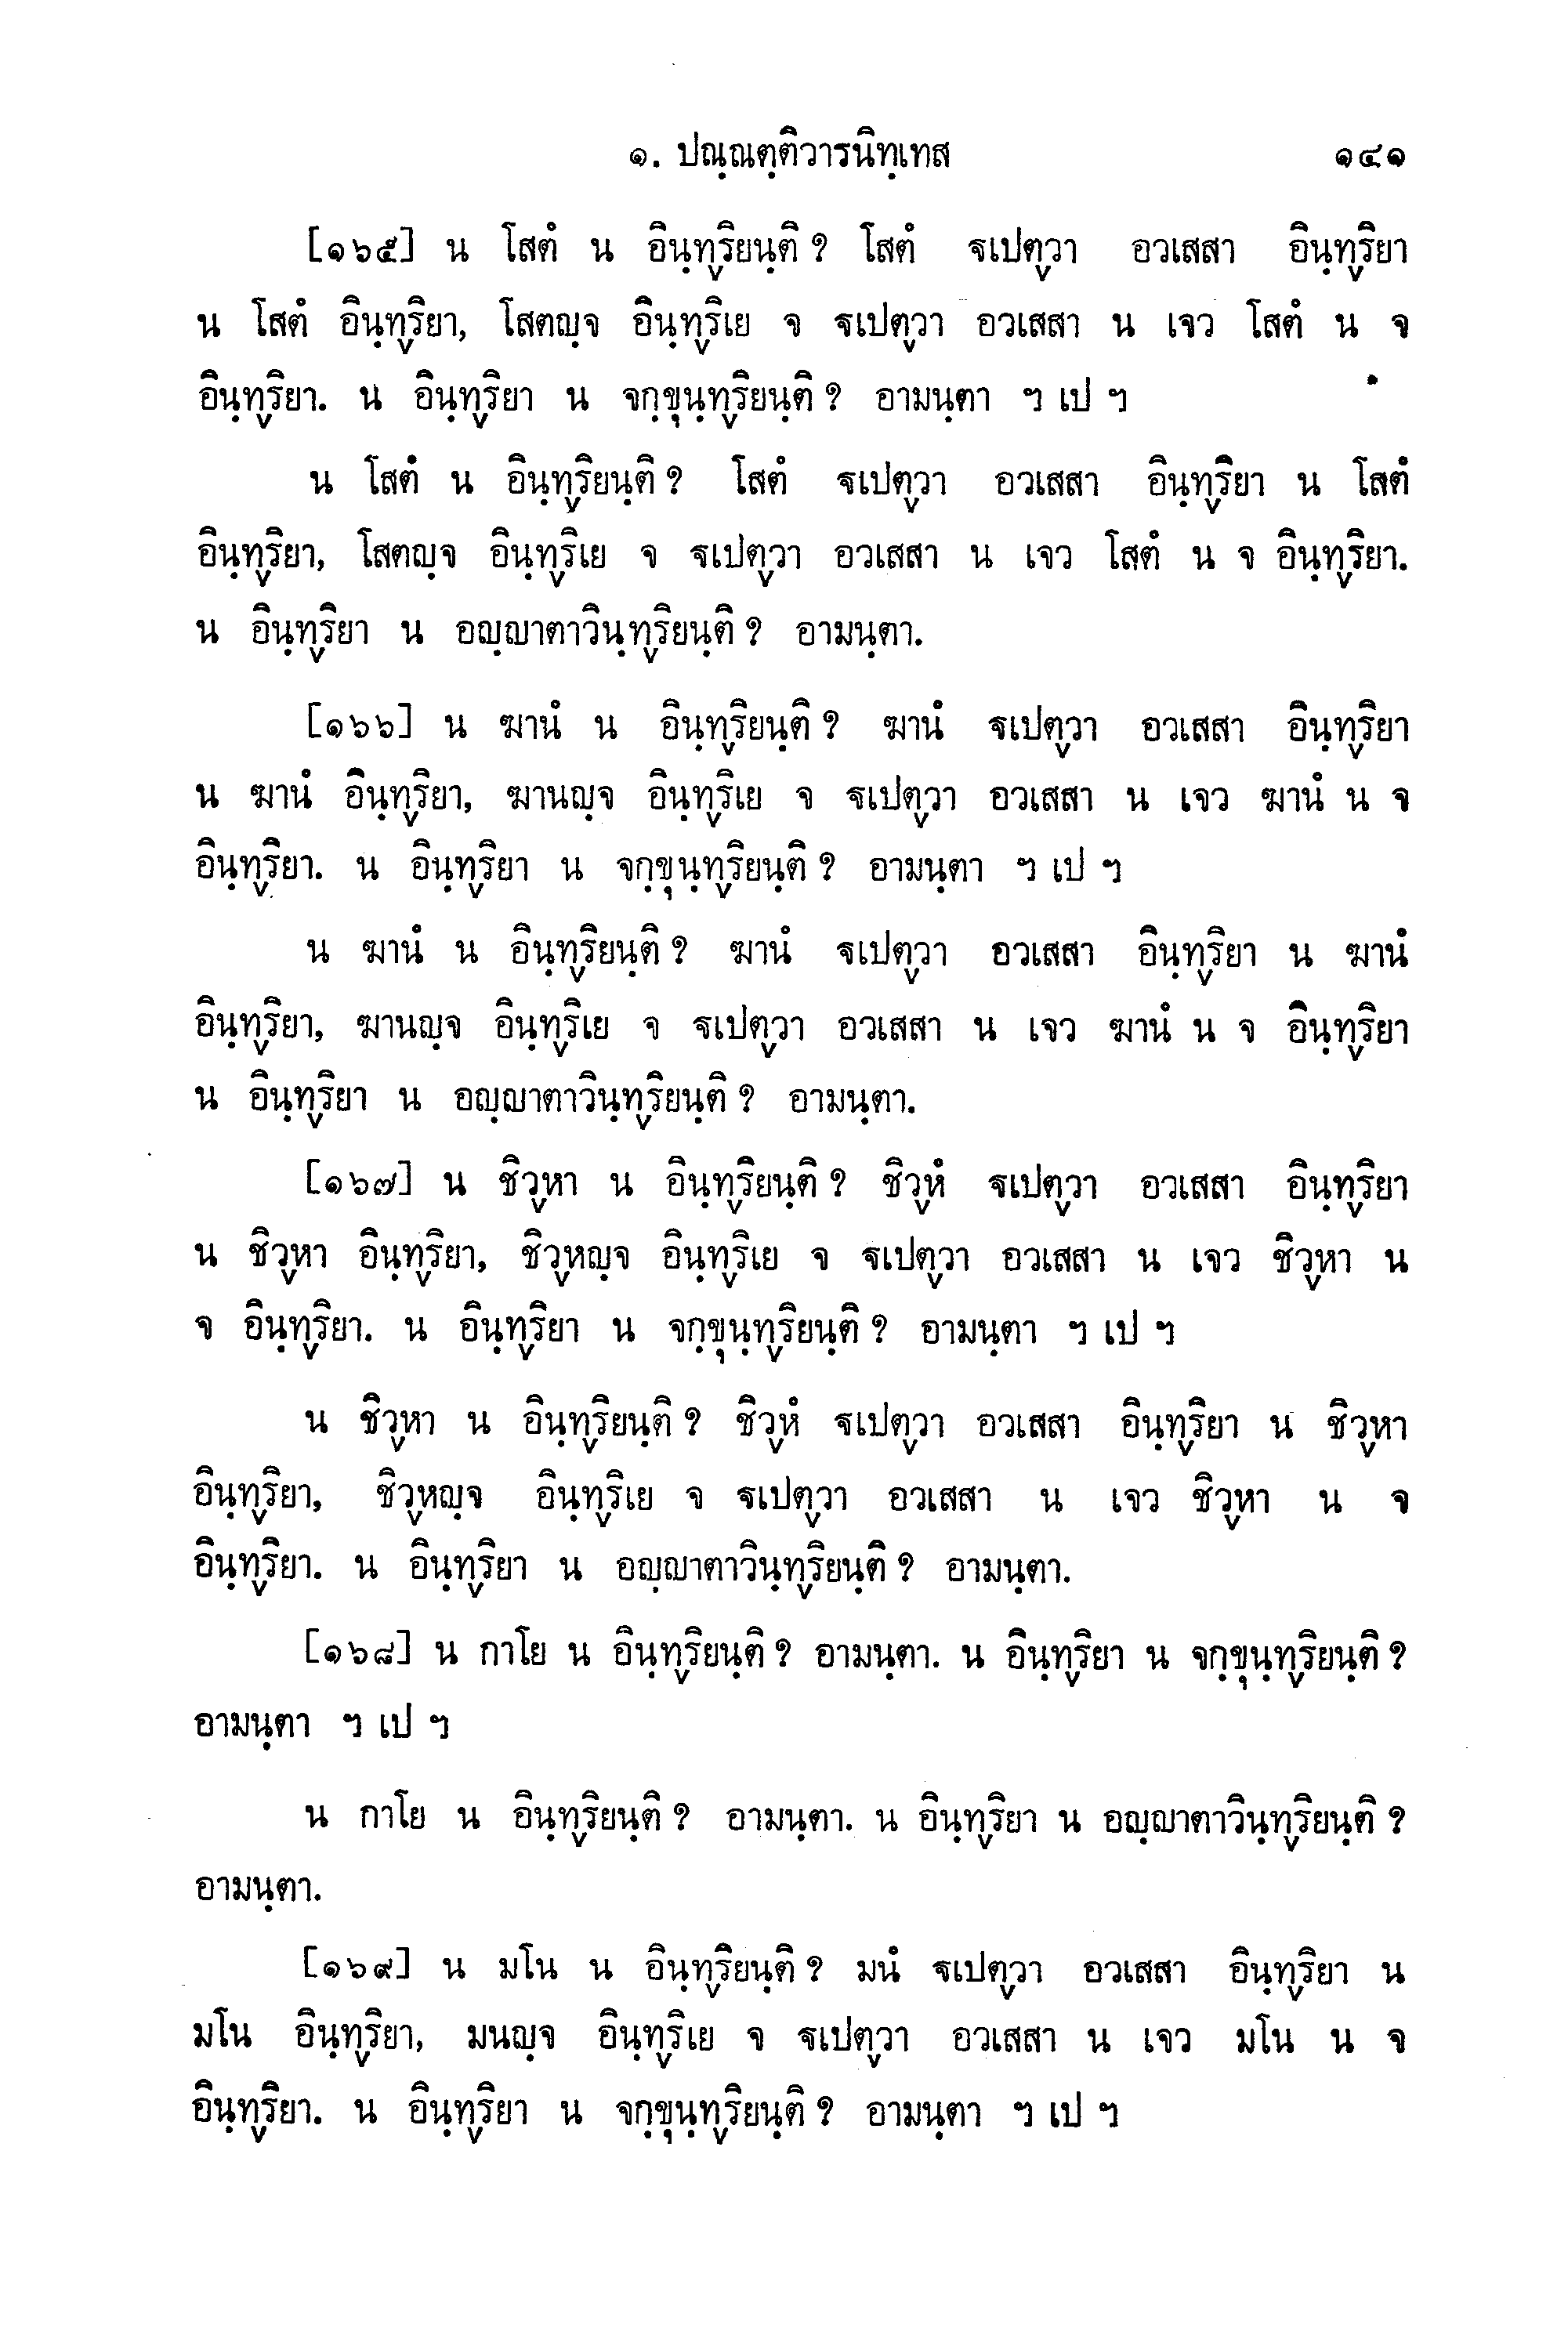 ๑. ปณฺณตฺติวารนิทฺเทส ๑๔๑
[๑๖๕] น โสตํ น อินฺท๎ริยนฺติ ? โสตํ ฐเปต๎วา อวเสสา อินฺท๎ริยา
น โสตํ อินฺท๎ริยา, โสตญฺจ อินฺท๎ริเย จ ฐเปต๎วา อวเสสา น เจว โสตํ น จ
อินฺท๎ริยา. น อินฺท๎ริยา น จกฺขุนฺท๎ริยนฺติ ? อามนฺตา ฯ เป ฯ
น โสตํ น อินฺท๎ริยนฺติ ? โสตํ ฐเปต๎วา อวเสสา อินฺท๎ริยา น โสตํ
อินฺท๎ริยา, โสตญฺจ อินฺท๎ริเย จ ฐเปต๎วา อวเสสา น เจว โสตํ น จ อินฺท๎ริยา.
น อินฺท๎ริยา น อญฺญาตาวินฺท๎ริยนฺติ ? อามนฺตา.
[๑๖๖] น ฆานํ น อินฺท๎ริยนฺติ ? ฆานํ ฐเปต๎วา อวเสสา อินฺท๎ริยา
น ฆานํ อินฺท๎ริยา, ฆานญฺจ อินฺท๎ริเย จ ฐเปต๎วา อวเสสา น เจว ฆานํ น จ
อินฺท๎ริยา. น อินฺท๎ริยา น จกฺขุนฺท๎ริยนฺติ ? อามนฺตา ฯ เป ฯ
น ฆานํ น อินฺท๎ริยนฺติ ? ฆานํ ฐเปต๎วา อวเสสา อินฺท๎ริยา น ฆานํ
อินฺท๎ริยา, ฆานญฺจ อินฺท๎ริเย จ ฐเปต๎วา อวเสสา น เจว ฆานํ น จ อินฺท๎ริยา
น อินฺท๎ริยา น อญฺญาตาวินฺท๎ริยนฺติ ? อามนฺตา.
[๑๖๗] น ชิว๎หา น อินฺท๎ริยนฺติ ? ชิว๎หํ ฐเปต๎วา อวเสสา อินฺท๎ริยา
น ชิว๎หา อินฺท๎ริยา, ชิว๎หญฺจ อินฺท๎ริเย จ ฐเปต๎วา อวเสสา น เจว ชิว๎หา น
จ อินฺท๎ริยา. น อินฺท๎ริยา น จกฺขุนฺท๎ริยนฺติ ? อามนฺตา ฯ เป ฯ
น ชิว๎หา น อินฺท๎ริยนฺติ ? ชิว๎หํ ฐเปต๎วา อวเสสา อินฺท๎ริยา น ชิว๎หา
อินฺท๎ริยา, ชิว๎หญฺจ อินฺท๎ริเย จ ฐเปต๎วา อวเสสา น เจว ชิว๎หา น จ
อินฺท๎ริยา. น อินฺท๎ริยา น อญฺญาตาวินฺท๎ริยนฺติ ? อามนฺตา.
[๑๖๘] น กาโย น อินฺท๎ริยนฺติ ? อามนฺตา. น อินฺท๎ริยา น จกฺขุนฺท๎ริยนฺติ ?
อามนฺตา ฯ เป ฯ
น กาโย น อินฺท๎ริยนฺติ ? อามนฺตา. น อินฺท๎ริยา น อญฺญาตาวินฺท๎ริยนฺติ ?
อามนฺตา.
[๑๖๙] น มโน น อินฺท๎ริยนฺติ ? มนํ ฐเปต๎วา อวเสสา อินฺท๎ริยา น
มโน อินฺท๎ริยา, มนญฺจ อินฺท๎ริเย จ ฐเปต๎วา อวเสสา น เจว มโน น จ
อินฺท๎ริยา. น อินฺท๎ริยา น จกฺขุนฺท๎ริยนฺติ ? อามนฺตา ฯ เป ฯ